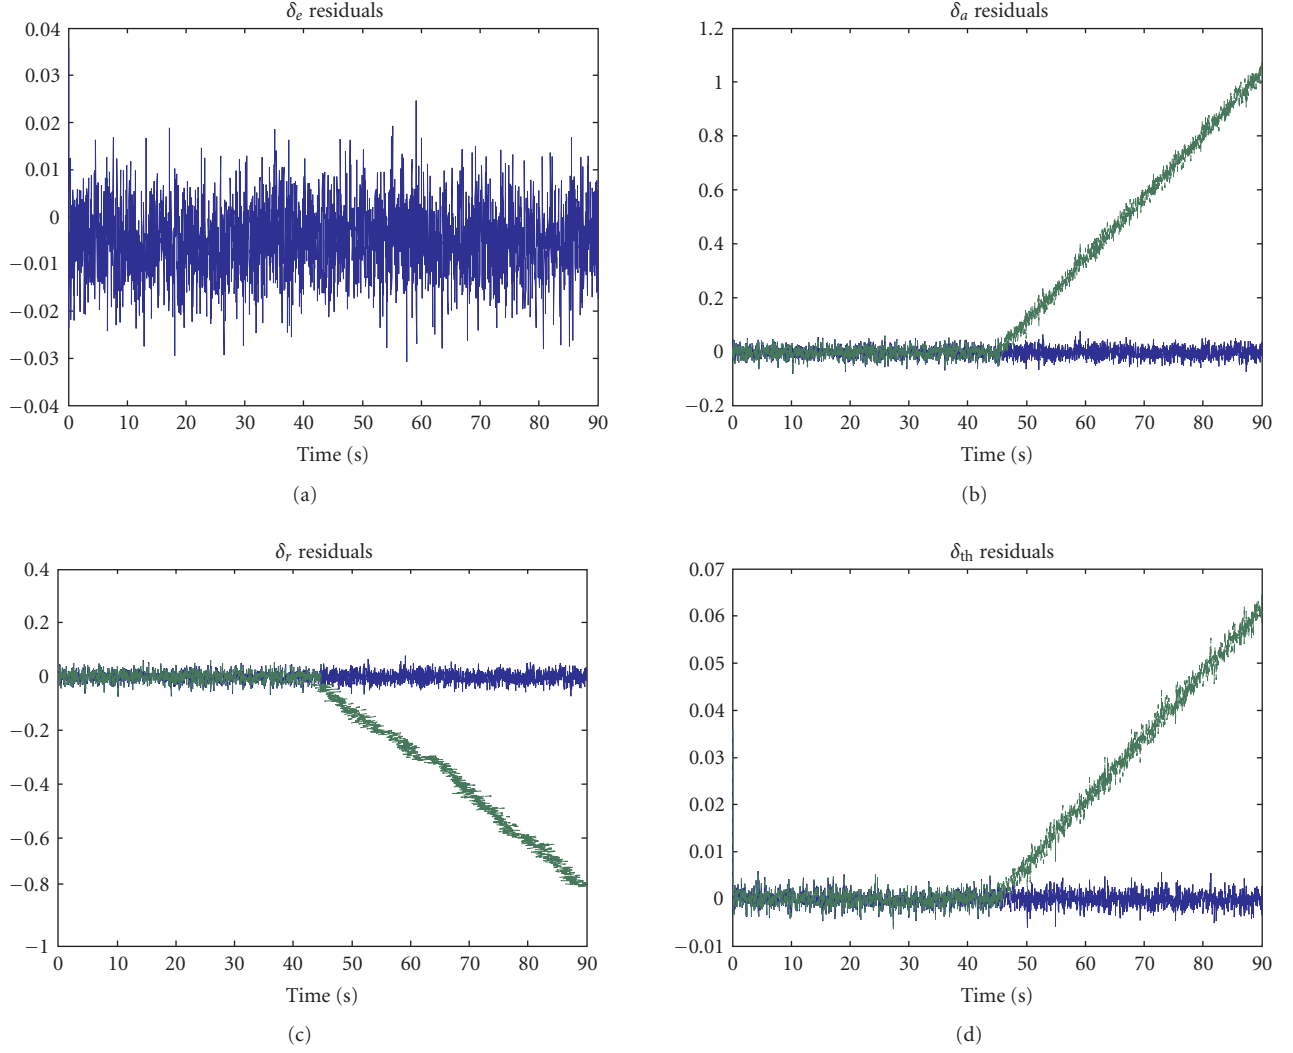 δe residuals
0.04
0.03
0.02
0.01
0
−0.01
−0.02
−0.03
−0.04
0 10 20 30 40 50 60 70 80 90
Time (s)
(a)
δa residuals
1.2
1
0.8
0.6
0.4
0.2
0
−0.2
0 10 20 30 40 50 60 70 80 90
Time (s)
(b)
δr residuals
0.4
0.2
0
−0.2
−0.4
−0.6
−0.8
−1
0 10 20 30 40 50 60 70 80 90
Time (s)
(c)
δth residuals
0.07
0.06
0.05
0.04
0.03
0.02
0.01
0
−0.01
0 10 20 30 40 50 60 70 80 90
Time (s)
(d)